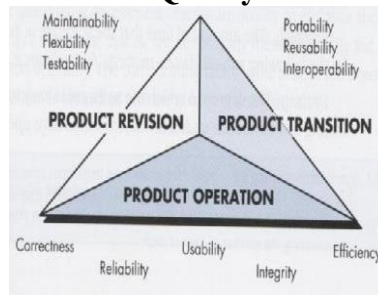 Maintainability
Flexibility
Testability
Portability
Reusability
Interoperability
PRODUCT REVISION
PRODUCT TRANSITION
PRODUCT OPERATION
Correctness
Usability
Efficiency
Reliability
Integrity